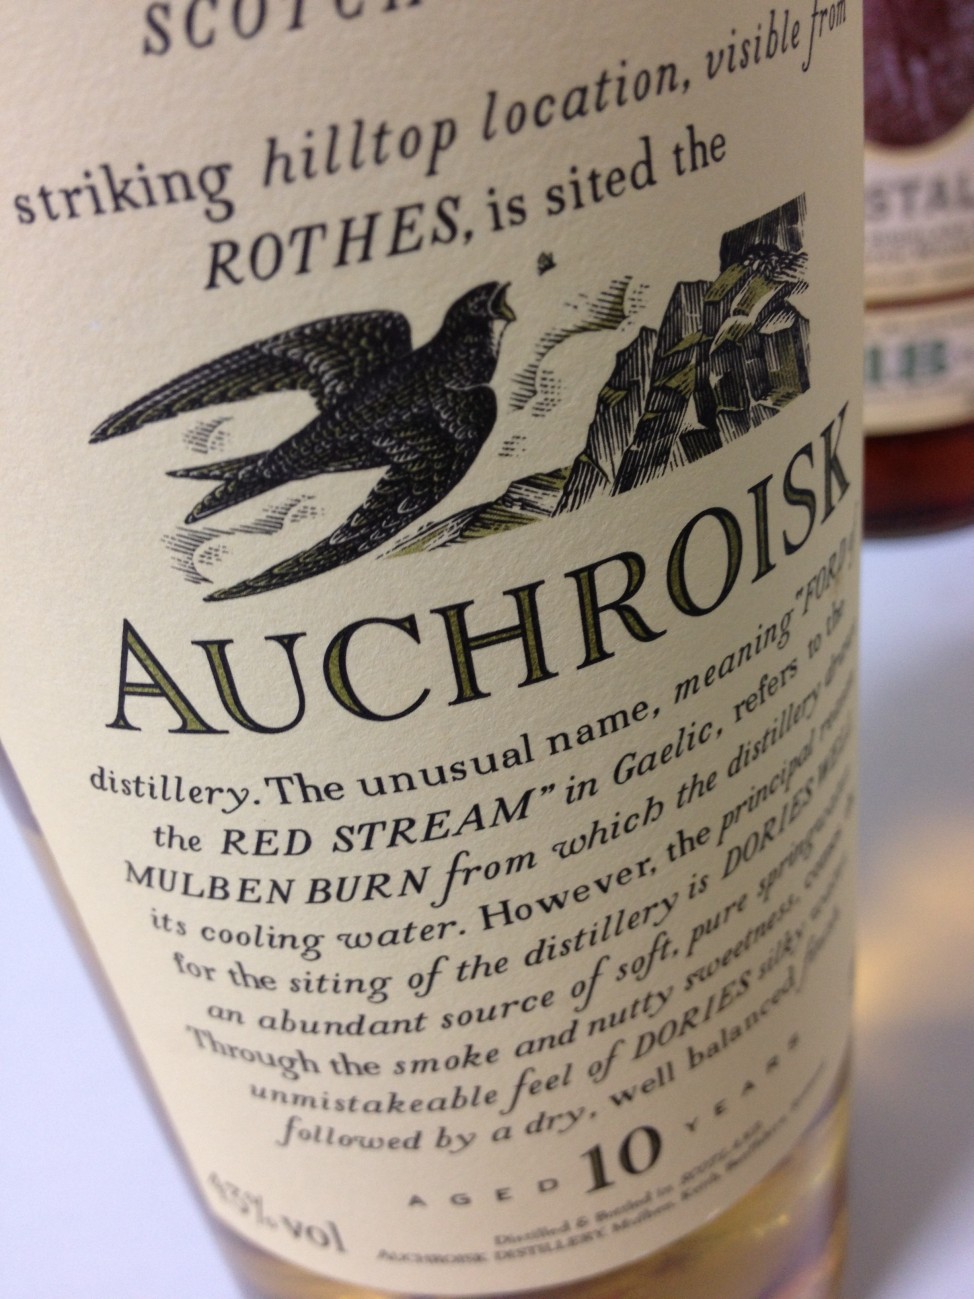 SCOTCH
striking hilltop location, visible from
ROTHES, is sited the
AUCHROISK
distillery. The unusual name, meaning "FORD
the RED STREAM" in Gaelic, refers to the
MULBEN BURN from which the distillery draws
its cooling water. However, the principal reason
for the siting of the distillery is DORIES WELL
an abundant source of soft, pure spring
Through the smoke and nutty sweetness, comes
unmistakeable feel of DORIES silky
followed by a dry, well balanced finish.
AGED 10 YEARS
43% vol
Distilled & Bottled in SCOTLAND
AUCHROISK DISTILLERY, Mulben, Keith, Banffshire,
STAL
18